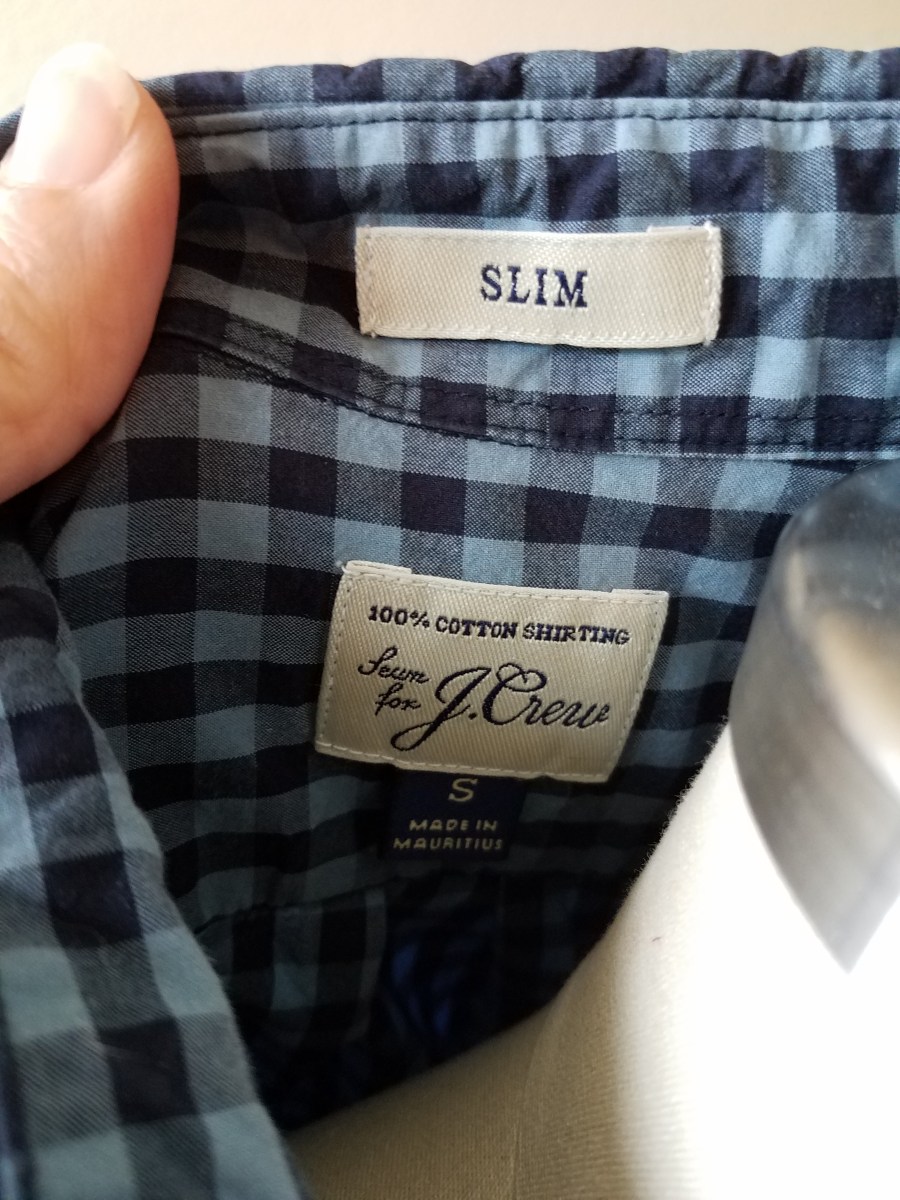 SLIM
100% COTTON SHIRTING
Sewn
for J.Crew
S
MADE IN
MAURITIUS